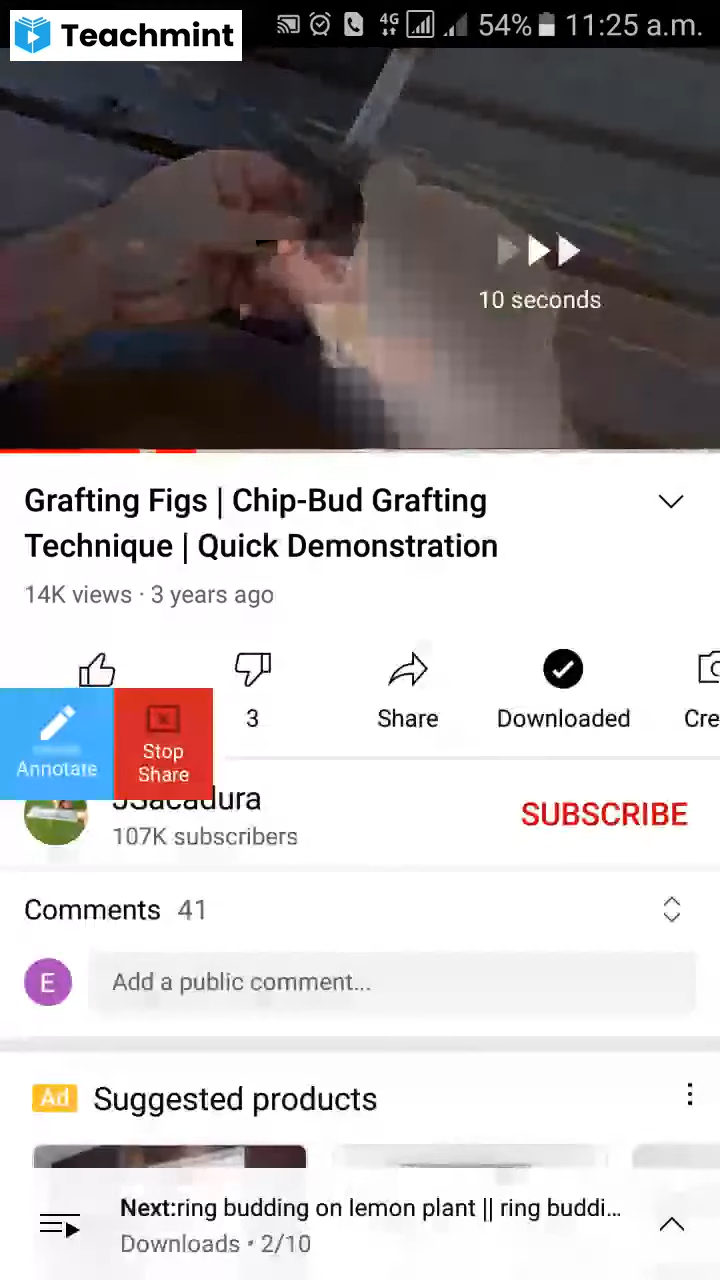 Teachmint
4G 54% 11:25 a.m.
10 seconds
Grafting Figs | Chip-Bud Grafting
Technique | Quick Demonstration
14K views · 3 years ago
3 Share Downloaded Cre
Annotate
Stop
Share
JSacadura
107K subscribers
SUBSCRIBE
Comments 41
E
Add a public comment...
Ad Suggested products
Next:ring budding on lemon plant || ring buddi...
Downloads · 2/10